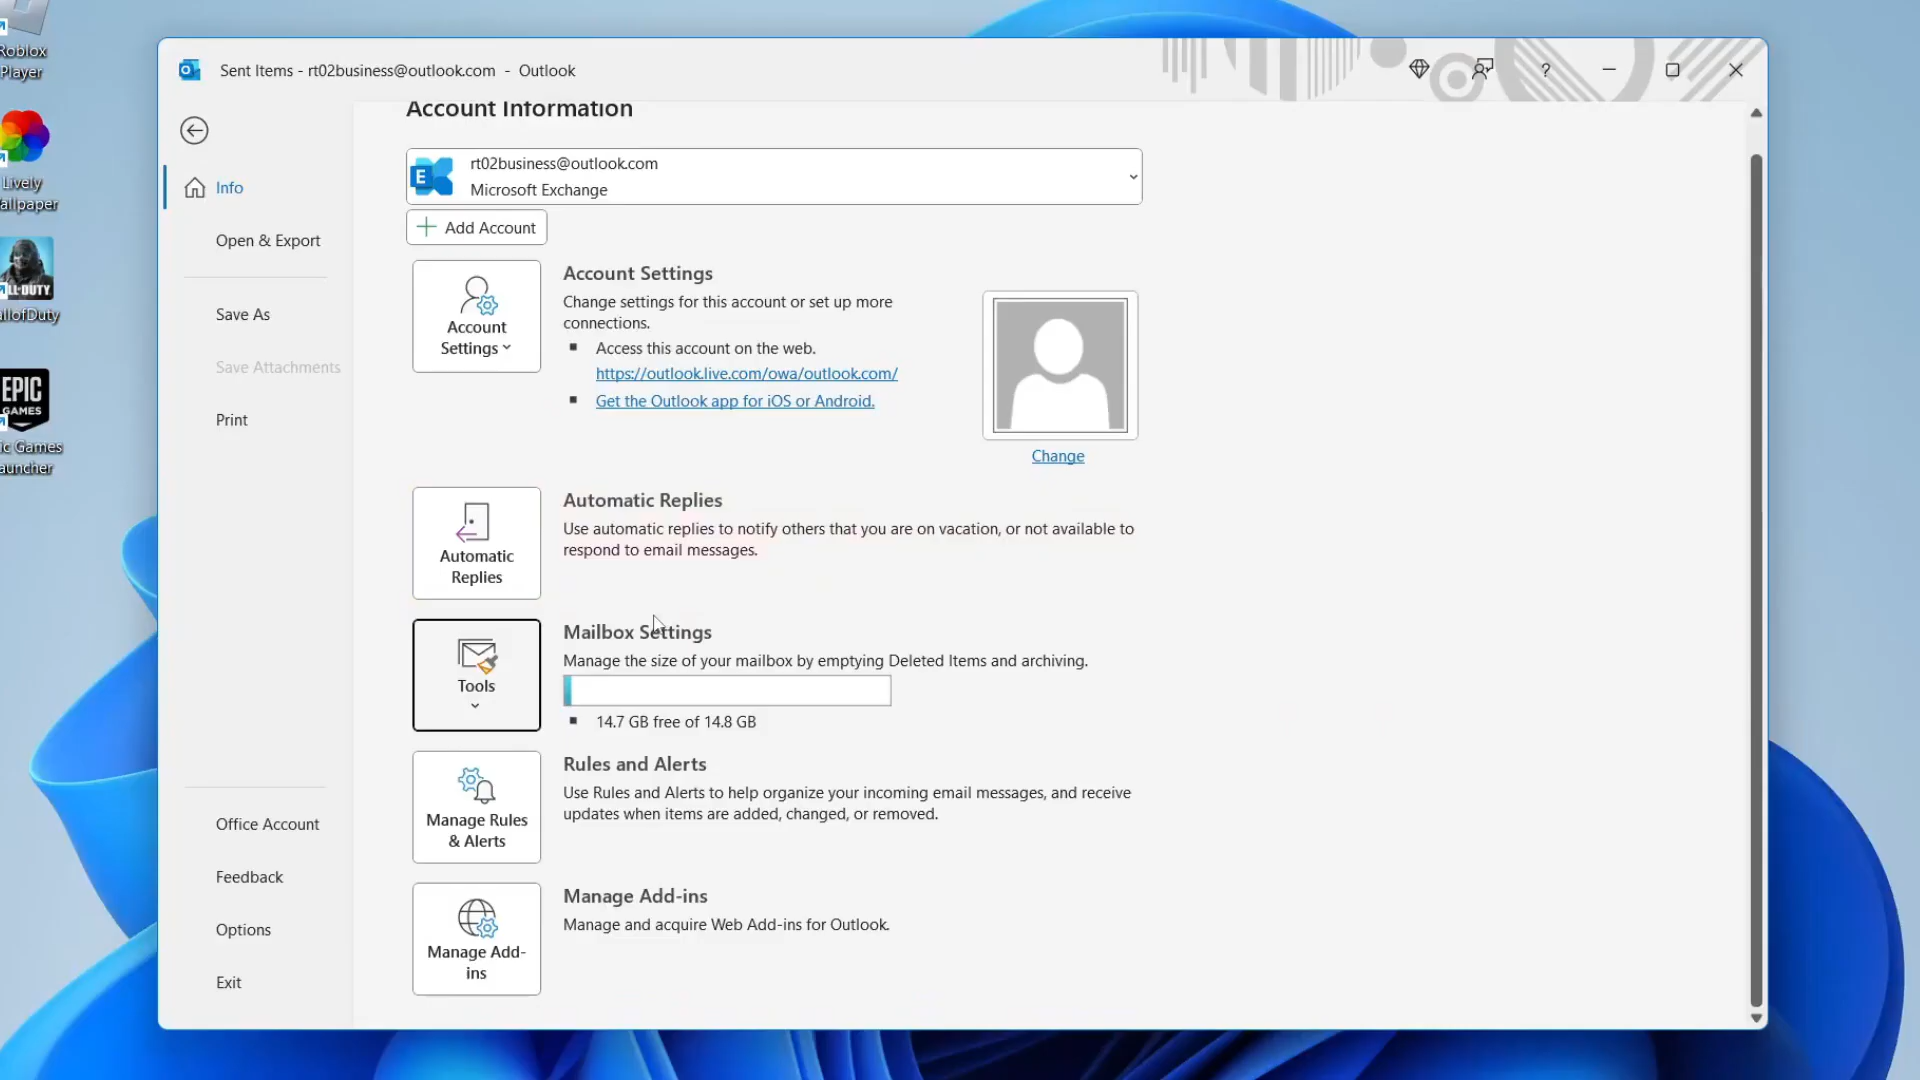 Roblox
Player
Lively
allpaper
LL-DUTY
allofDuty
EPIC
GAMES
ic Games
auncher
Sent Items - rt02business@outlook.com - Outlook
?
Info
Open & Export
Save As
Save Attachments
Print
Office Account
Feedback
Options
Exit
Account Information
E
rt02business@outlook.com
Microsoft Exchange
Add Account
Account
Settings
Account Settings
Change settings for this account or set up more
connections.
Access this account on the web.
https://outlook.live.com/owa/outlook.com/
Get the Outlook app for iOS or Android.
Change
Automatic
Replies
Automatic Replies
Use automatic replies to notify others that you are on vacation, or not available to
respond to email messages.
Tools
Mailbox Settings
Manage the size of your mailbox by emptying Deleted Items and archiving.
14.7 GB free of 14.8 GB
Manage Rules
& Alerts
Rules and Alerts
Use Rules and Alerts to help organize your incoming email messages, and receive
updates when items are added, changed, or removed.
Manage Add-
ins
Manage Add-ins
Manage and acquire Web Add-ins for Outlook.